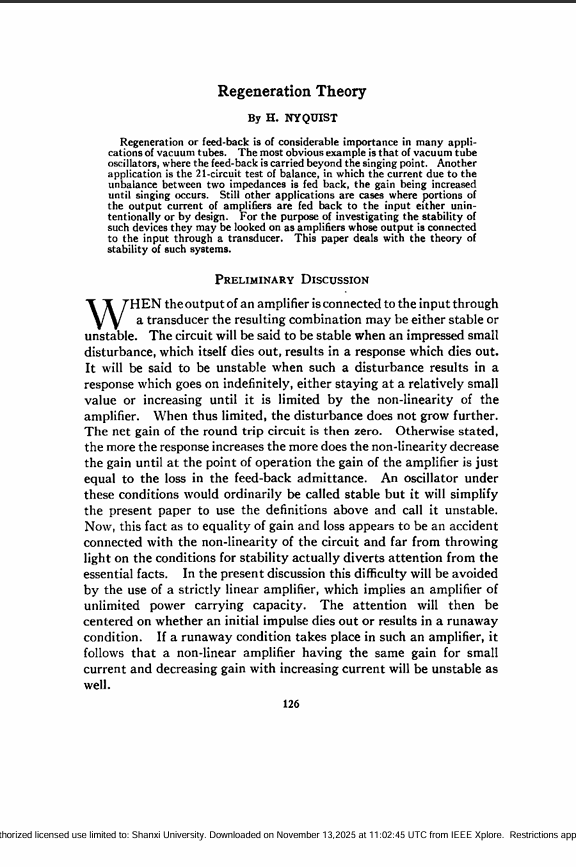 Regeneration Theory
By H. NYQUIST
Regeneration or feed-back is of considerable importance in many appli-
cations of vacuum tubes. The most obvious example is that of vacuum tube
oscillators, where the feed-back is carried beyond the singing point. Another
application is the 21-circuit test of balance, in which the current due to the
unbalance between two impedances is fed back, the gain being increased
until singing occurs. Still other applications are cases where portions of
the output current of amplifiers are fed back to the input either unin-
tentionally or by design. For the purpose of investigating the stability of
such devices they may be looked on as amplifiers whose output is connected
to the input through a transducer. This paper deals with the theory of
stability of such systems.
PRELIMINARY DISCUSSION
WHEN the output of an amplifier is connected to the input through
a transducer the resulting combination may be either stable or
unstable. The circuit will be said to be stable when an impressed small
disturbance, which itself dies out, results in a response which dies out.
It will be said to be unstable when such a disturbance results in a
response which goes on indefinitely, either staying at a relatively small
value or increasing until it is limited by the non-linearity of the
amplifier. When thus limited, the disturbance does not grow further.
The net gain of the round trip circuit is then zero. Otherwise stated,
the more the response increases the more does the non-linearity decrease
the gain until at the point of operation the gain of the amplifier is just
equal to the loss in the feed-back admittance. An oscillator under
these conditions would ordinarily be called stable but it will simplify
the present paper to use the definitions above and call it unstable.
Now, this fact as to equality of gain and loss appears to be an accident
connected with the non-linearity of the circuit and far from throwing
light on the conditions for stability actually diverts attention from the
essential facts. In the present discussion this difficulty will be avoided
by the use of a strictly linear amplifier, which implies an amplifier of
unlimited power carrying capacity. The attention will then be
centered on whether an initial impulse dies out or results in a runaway
condition. If a runaway condition takes place in such an amplifier, it
follows that a non-linear amplifier having the same gain for small
current and decreasing gain with increasing current will be unstable as
well.
126
thorized licensed use limited to: Shanxi University. Downloaded on November 13,2025 at 11:02:45 UTC from IEEE Xplore. Restrictions app